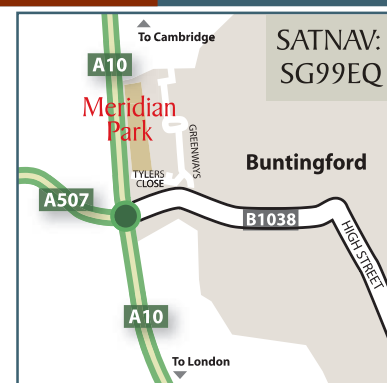 To Cambridge
SATNAV:
SG99EQ
A10
Meridian
Park
GREENWAYS
Buntingford
TYLERS
CLOSE
A507
B1038
HIGH STREET
A10
To London